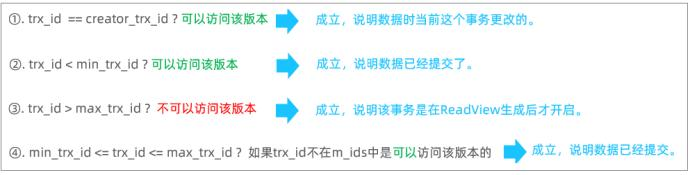 ①. trx_id == creator_trx_id ? 可以访问该版本 成立，说明数据时当前这个事务更改的。
②. trx_id < min_trx_id ? 可以访问该版本 成立，说明数据已经提交了。
③. trx_id > max_trx_id ? 不可以访问该版本 成立，说明该事务是在ReadView生成后才开启。
④. min_trx_id <= trx_id <= max_trx_id ? 如果trx_id不在m_ids中是可以访问该版本的 成立，说明数据已经提交。